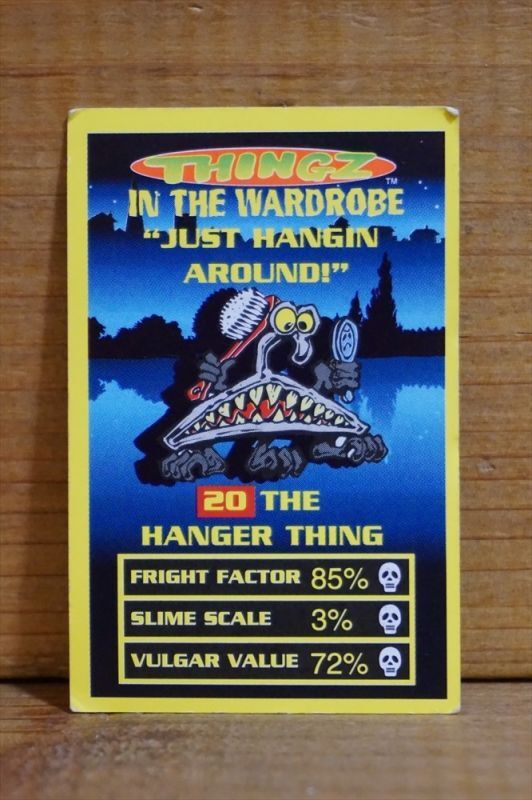 THINGZ™
IN THE WARDROBE
“JUST HANGIN
AROUND!”
20 THE
HANGER THING
FRIGHT FACTOR 85%
SLIME SCALE 3%
VULGAR VALUE 72%